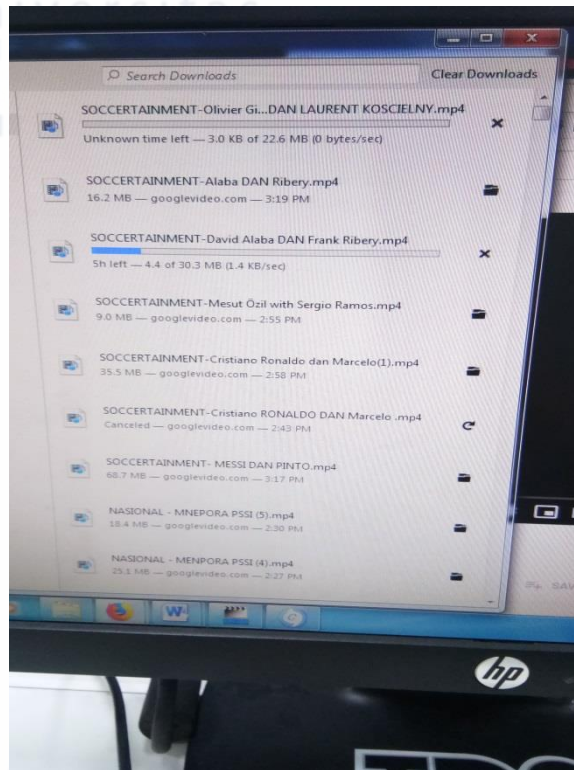 Search Downloads
Clear Downloads
SOCCERTAINMENT-Olivier Gi...DAN LAURENT KOSCIELNY.mp4
Unknown time left — 3.0 KB of 22.6 MB (0 bytes/sec)
SOCCERTAINMENT-Alaba DAN Ribery.mp4
16.2 MB — googlevideo.com — 3:19 PM
SOCCERTAINMENT-David Alaba DAN Frank Ribery.mp4
5h left — 4.4 of 30.3 MB (1.4 KB/sec)
SOCCERTAINMENT-Mesut Özil with Sergio Ramos.mp4
9.0 MB — googlevideo.com — 2:55 PM
SOCCERTAINMENT-Cristiano Ronaldo dan Marcelo(1).mp4
35.5 MB — googlevideo.com — 2:58 PM
SOCCERTAINMENT-Cristiano RONALDO DAN Marcelo .mp4
Canceled — googlevideo.com — 2:43 PM
SOCCERTAINMENT- MESSI DAN PINTO.mp4
68.7 MB — googlevideo.com — 3:17 PM
NASIONAL - MNEPORA PSSI (5).mp4
18.4 MB — googlevideo.com — 2:30 PM
NASIONAL - MENPORA PSSI (4).mp4
25.1 MB — googlevideo.com — 2:27 PM
SAV
W
hp